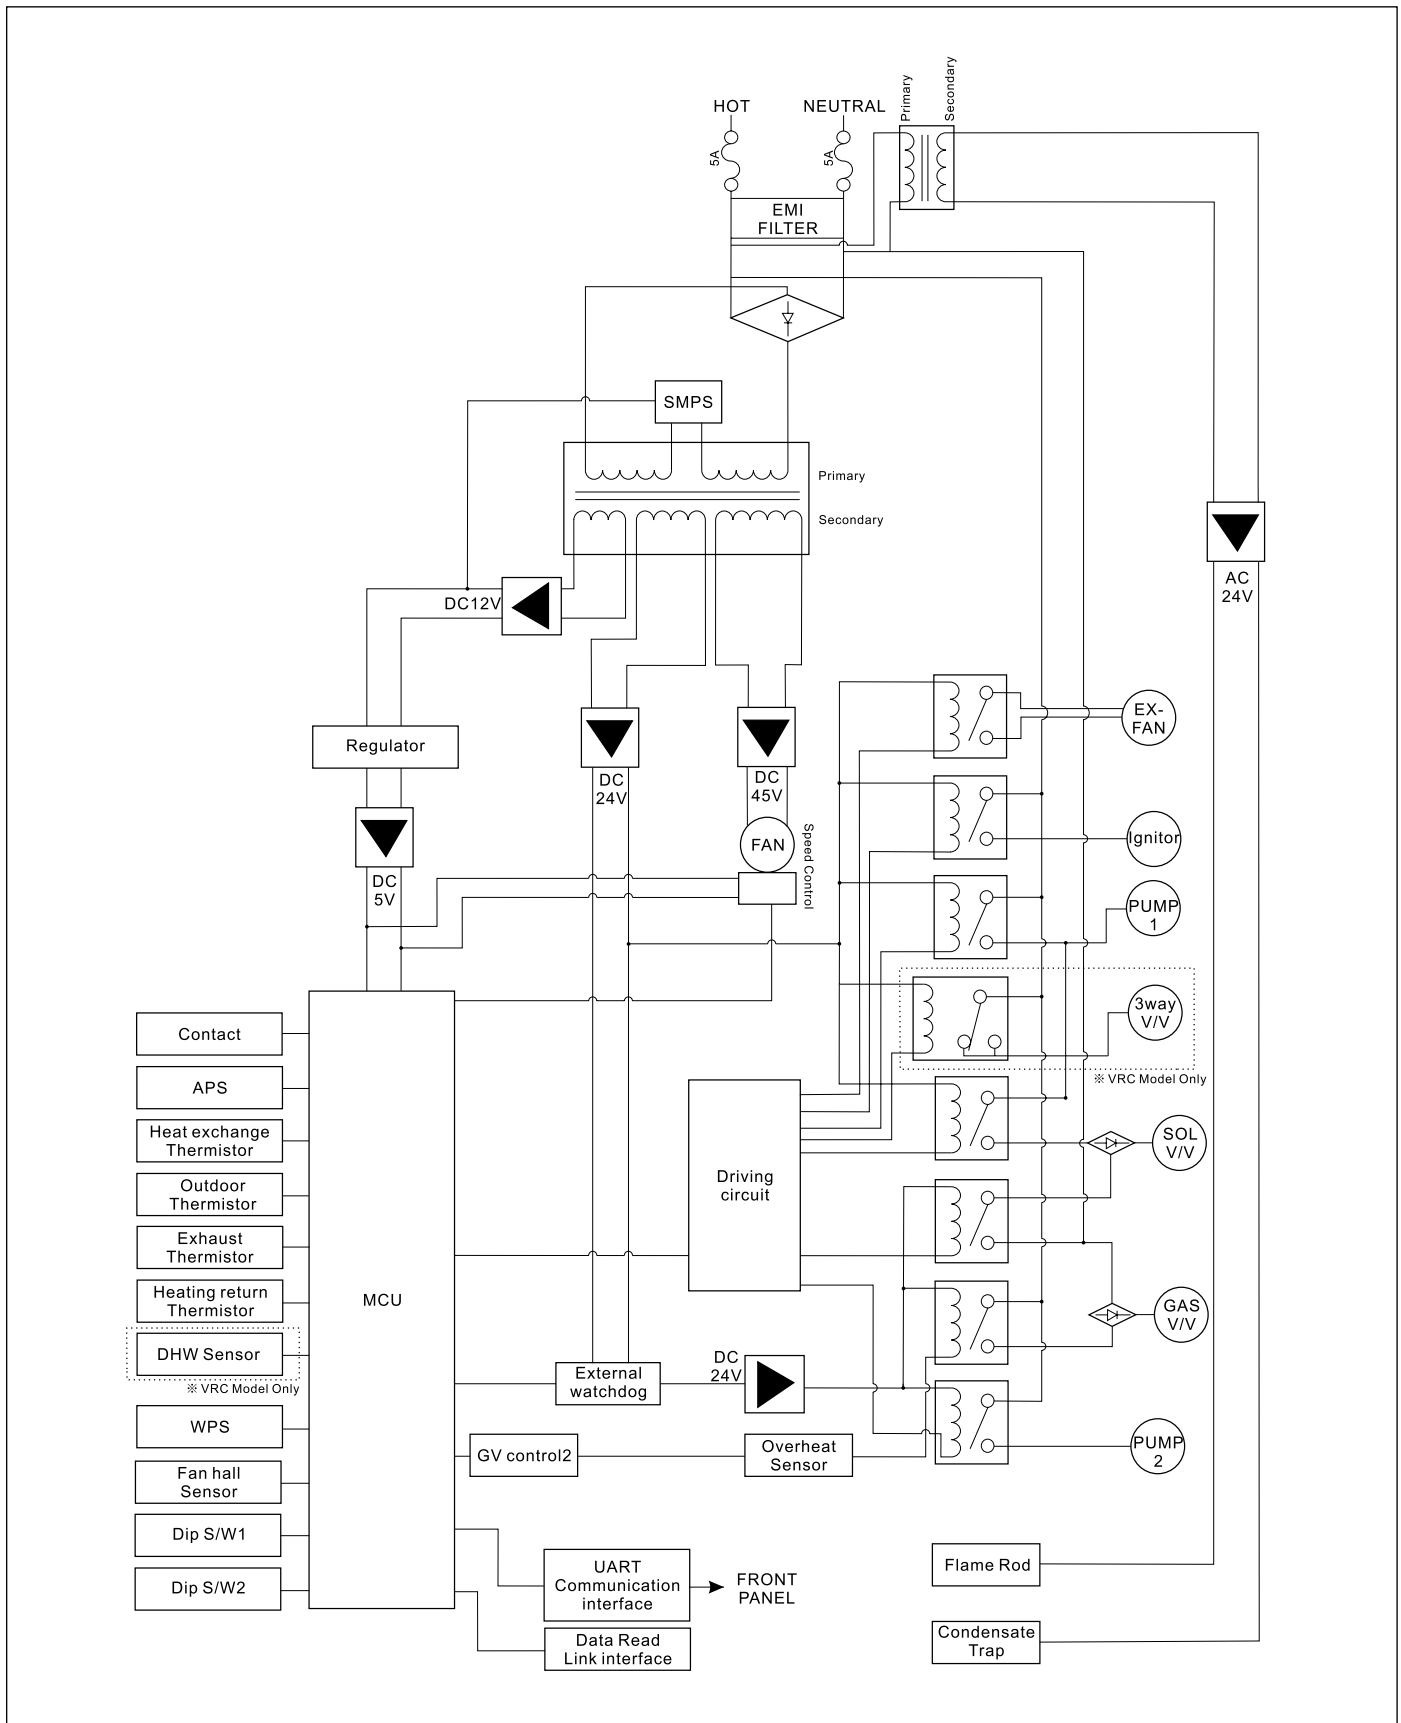 HOT
NEUTRAL
Primary
Secondary
5A
5A
EMI
FILTER
SMPS
Primary
Secondary
DC12V
AC
24V
Regulator
DC
24V
DC
45V
EX-
FAN
FAN
Speed Control
Ignitor
DC
5V
PUMP
1
3way
V/V
※ VRC Model Only
Contact
APS
Heat exchange
Thermistor
Outdoor
Thermistor
Exhaust
Thermistor
Heating return
Thermistor
DHW Sensor
※ VRC Model Only
WPS
Fan hall
Sensor
Dip S/W1
Dip S/W2
MCU
Driving
circuit
SOL
V/V
GAS
V/V
External
watchdog
DC
24V
GV control2
Overheat
Sensor
PUMP
2
UART
Communication
interface
FRONT
PANEL
Data Read
Link interface
Flame Rod
Condensate
Trap